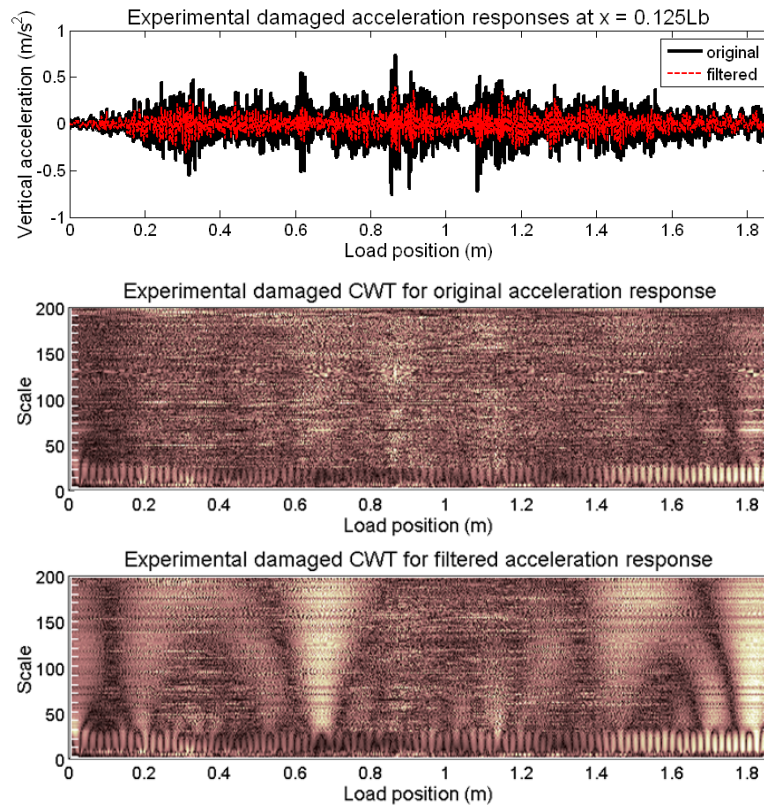 Experimental damaged acceleration responses at x = 0.125Lb
Vertical acceleration (m/s²)
1
0.5
0
-0.5
-1
original
filtered
0 0.2 0.4 0.6 0.8 1 1.2 1.4 1.6 1.8
Load position (m)
Experimental damaged CWT for original acceleration response
Scale
200
150
100
50
0
0 0.2 0.4 0.6 0.8 1 1.2 1.4 1.6 1.8
Load position (m)
Experimental damaged CWT for filtered acceleration response
Scale
200
150
100
50
0
0 0.2 0.4 0.6 0.8 1 1.2 1.4 1.6 1.8
Load position (m)